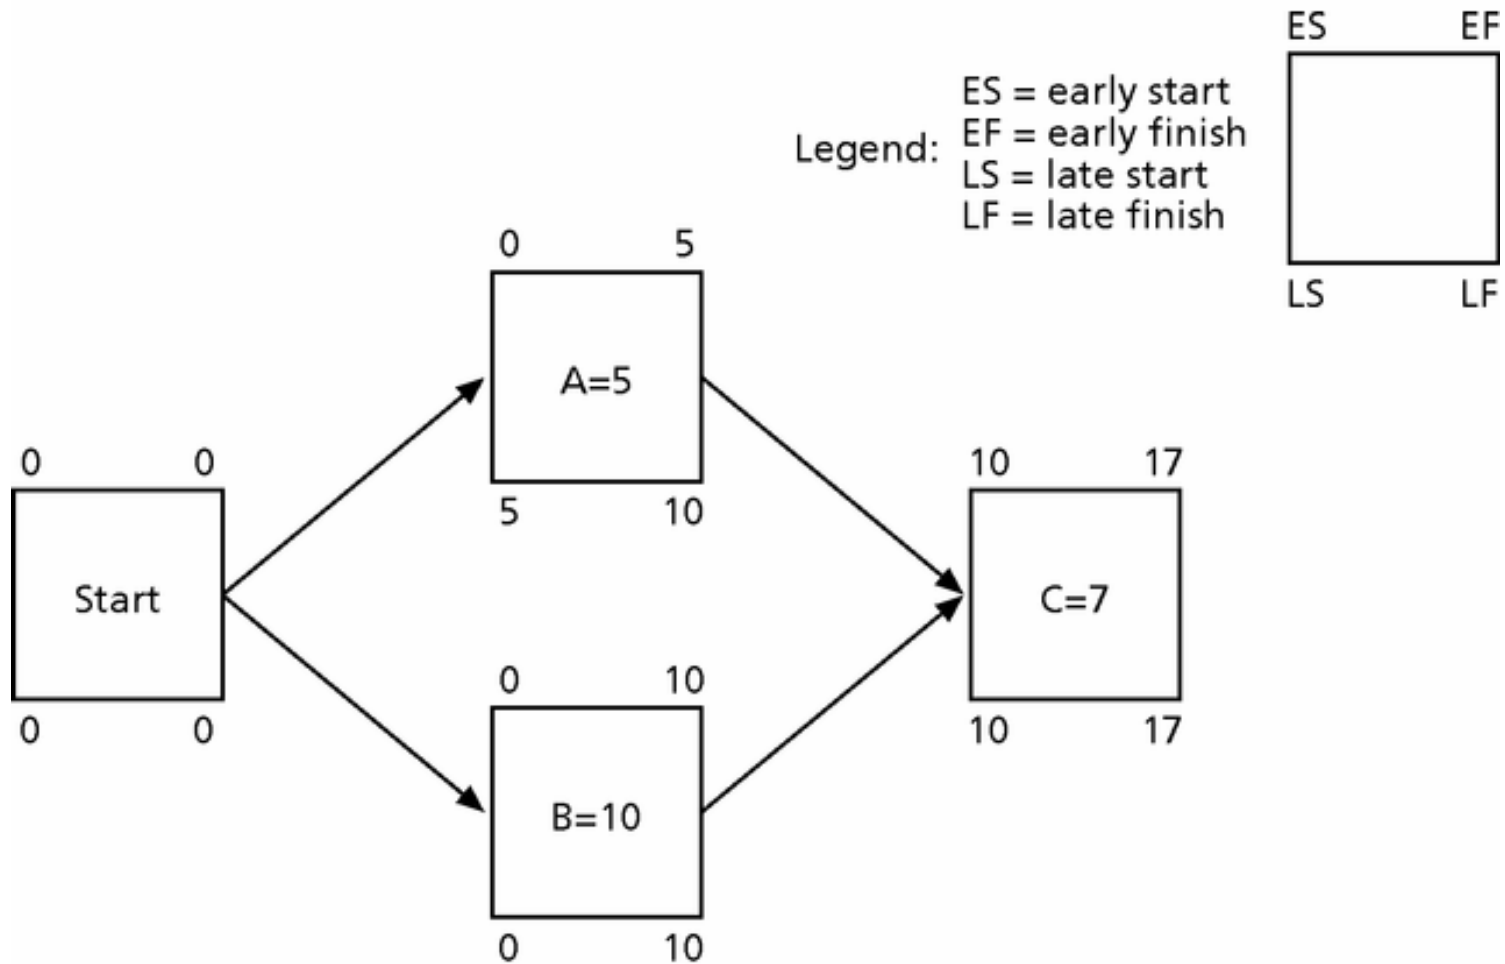 ES EF
Legend:
ES = early start
EF = early finish
LS = late start
LF = late finish
LS LF
0 5
A=5
5 10
0 0
Start
0 0
10 17
C=7
10 17
0 10
B=10
0 10